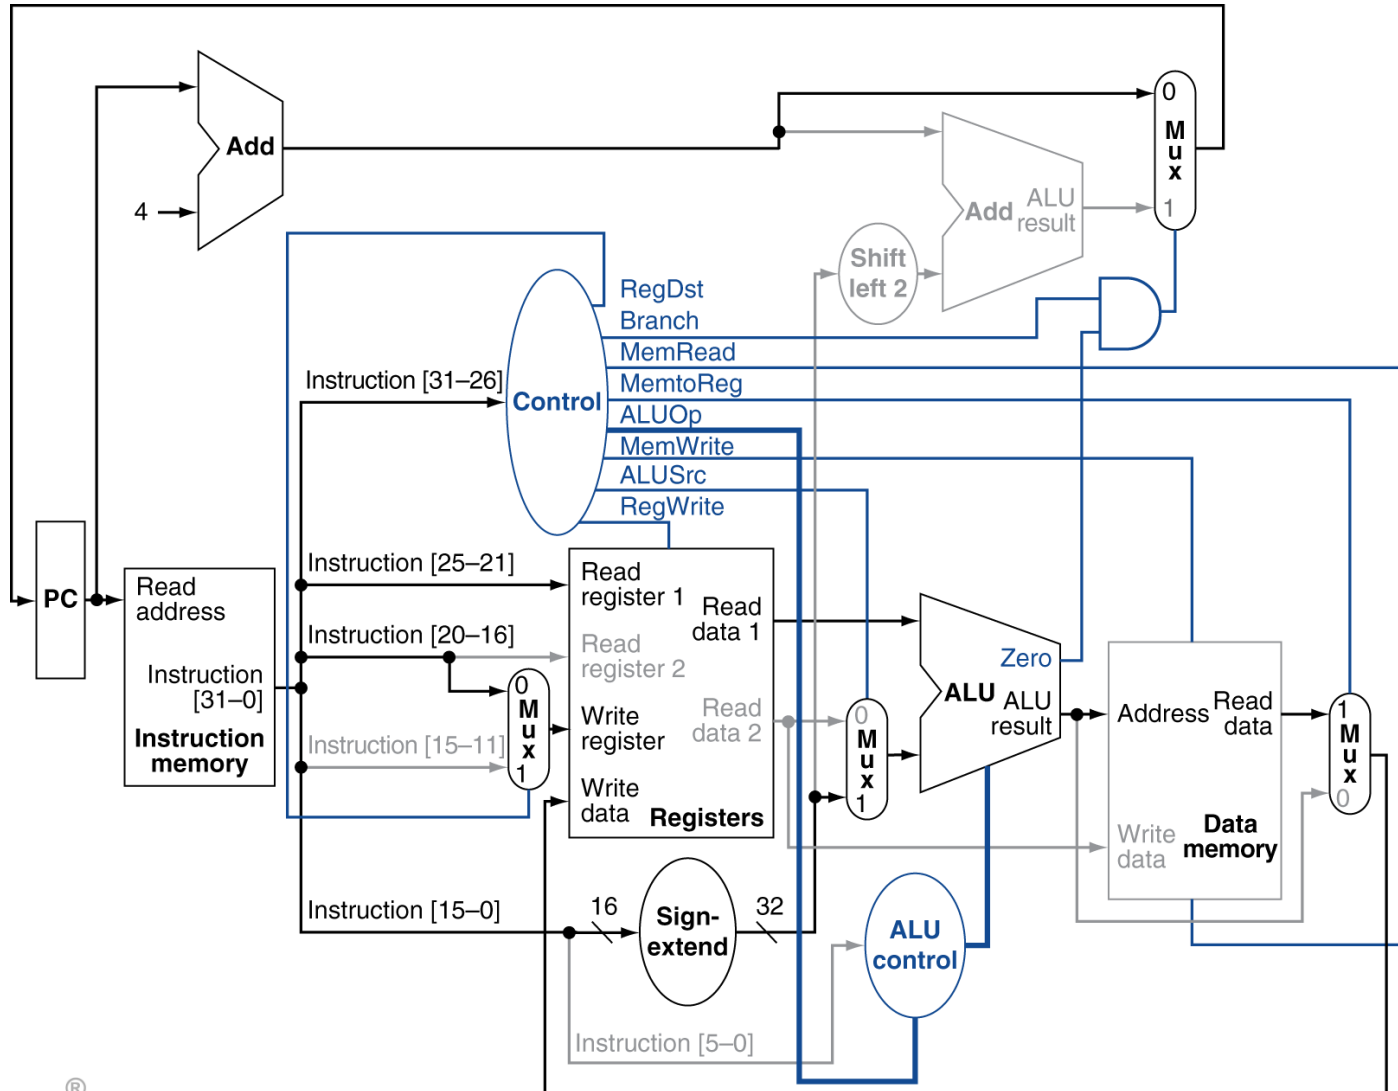 0
M
u
x
1
Add
4
Add
ALU
result
Shift
left 2
RegDst
Branch
MemRead
MemtoReg
ALUOp
MemWrite
ALUSrc
RegWrite
Control
Instruction [31–26]
Instruction [25–21]
Instruction [20–16]
Instruction [15–11]
Instruction [15–0]
Instruction [5–0]
PC
Read
address
Instruction
[31–0]
Instruction
memory
0
M
u
x
1
Read
register 1
Read
register 2
Write
register
Write
data
Read
data 1
Read
data 2
Registers
0
M
u
x
1
Zero
ALU
ALU
result
Address
Read
data
Write
data
Data
memory
1
M
u
x
0
16
Sign-
extend
32
ALU
control
®